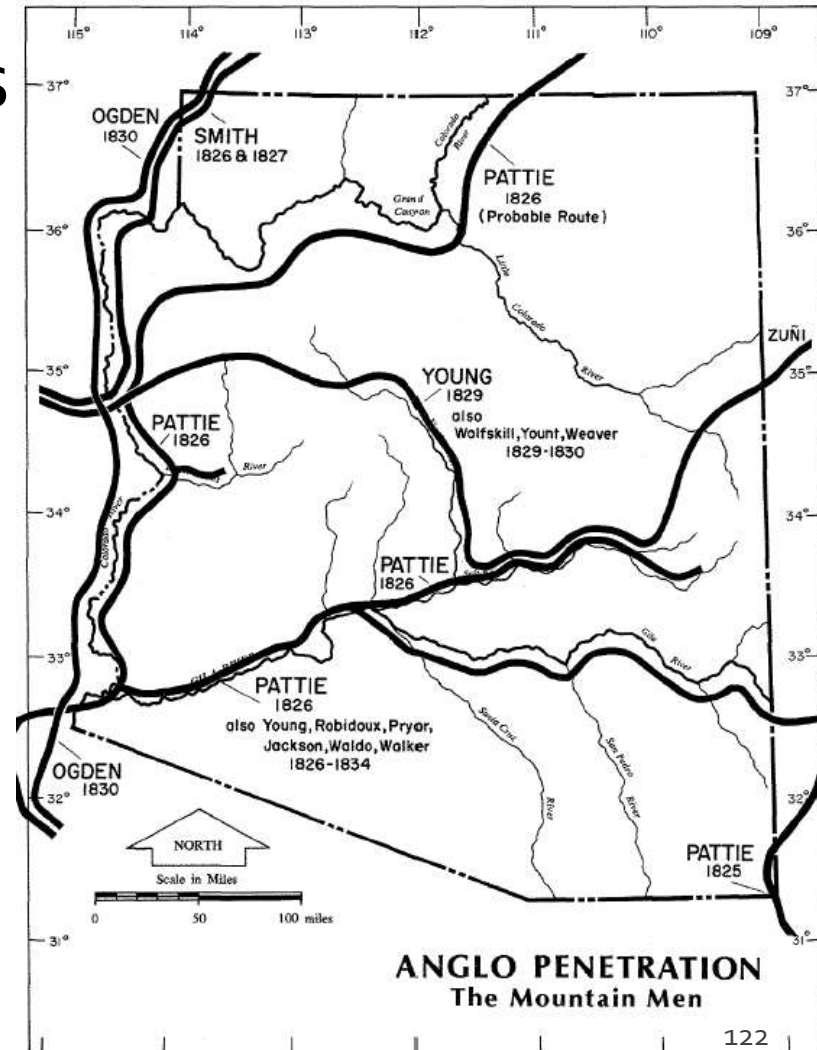 115° 114° 113° 112° 111° 110° 109°
S
37° 37°
OGDEN
1830
SMITH
1826 & 1827
Colorado
River
PATTIE
1826
(Probable Route)
Grand
Canyon
36° 36°
Little
Colorado
River
ZUÑI
35° 35°
YOUNG
1829
also
Wolfskill, Yount, Weaver
1829-1830
PATTIE
1826
River
34° 34°
Colorado River
PATTIE
1826
33° 33°
Gila
River
GILA RIVER
PATTIE
1826
also Young, Robidoux, Pryor,
Jackson, Waldo, Walker
1826-1834
Santa Cruz
River
San Pedro
River
OGDEN
1830
32° 32°
NORTH
Scale in Miles
0 50 100 miles
PATTIE
1825
31° 31°
ANGLO PENETRATION
The Mountain Men
122